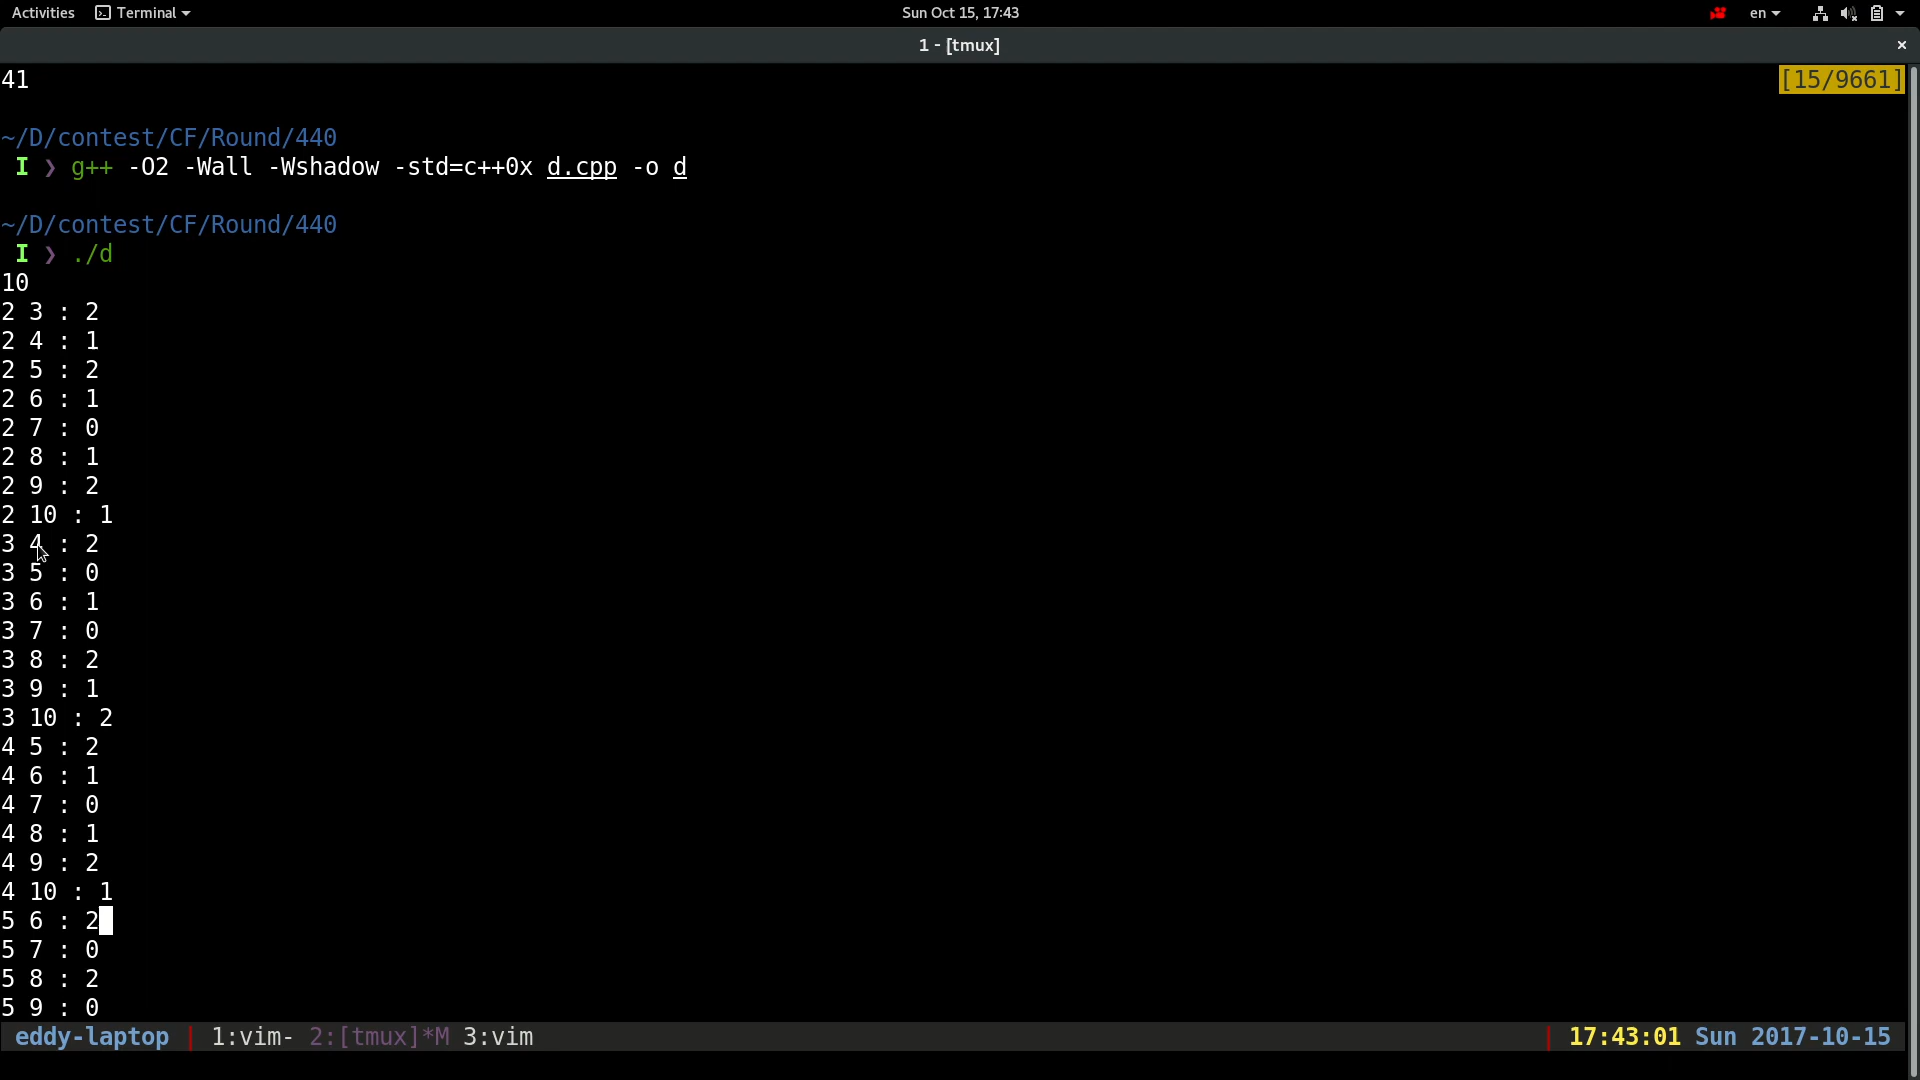 Activities Terminal Sun Oct 15, 17:43 en
1 - [tmux] ×
41 [15/9661]
~/D/contest/CF/Round/440
I ❯ g++ -O2 -Wall -Wshadow -std=c++0x d.cpp -o d
~/D/contest/CF/Round/440
I ❯ ./d
10
2 3 : 2
2 4 : 1
2 5 : 2
2 6 : 1
2 7 : 0
2 8 : 1
2 9 : 2
2 10 : 1
3 4 : 2
3 5 : 0
3 6 : 1
3 7 : 0
3 8 : 2
3 9 : 1
3 10 : 2
4 5 : 2
4 6 : 1
4 7 : 0
4 8 : 1
4 9 : 2
4 10 : 1
5 6 : 2
5 7 : 0
5 8 : 2
5 9 : 0
eddy-laptop | 1:vim- 2:[tmux]*M 3:vim | 17:43:01 Sun 2017-10-15